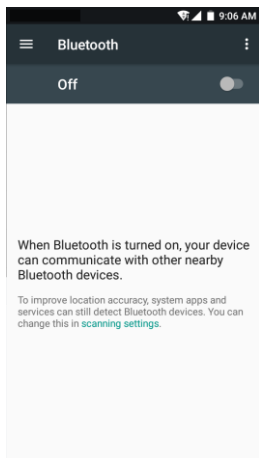 9:06 AM
Bluetooth
Off
When Bluetooth is turned on, your device
can communicate with other nearby
Bluetooth devices.
To improve location accuracy, system apps and
services can still detect Bluetooth devices. You can
change this in scanning settings.